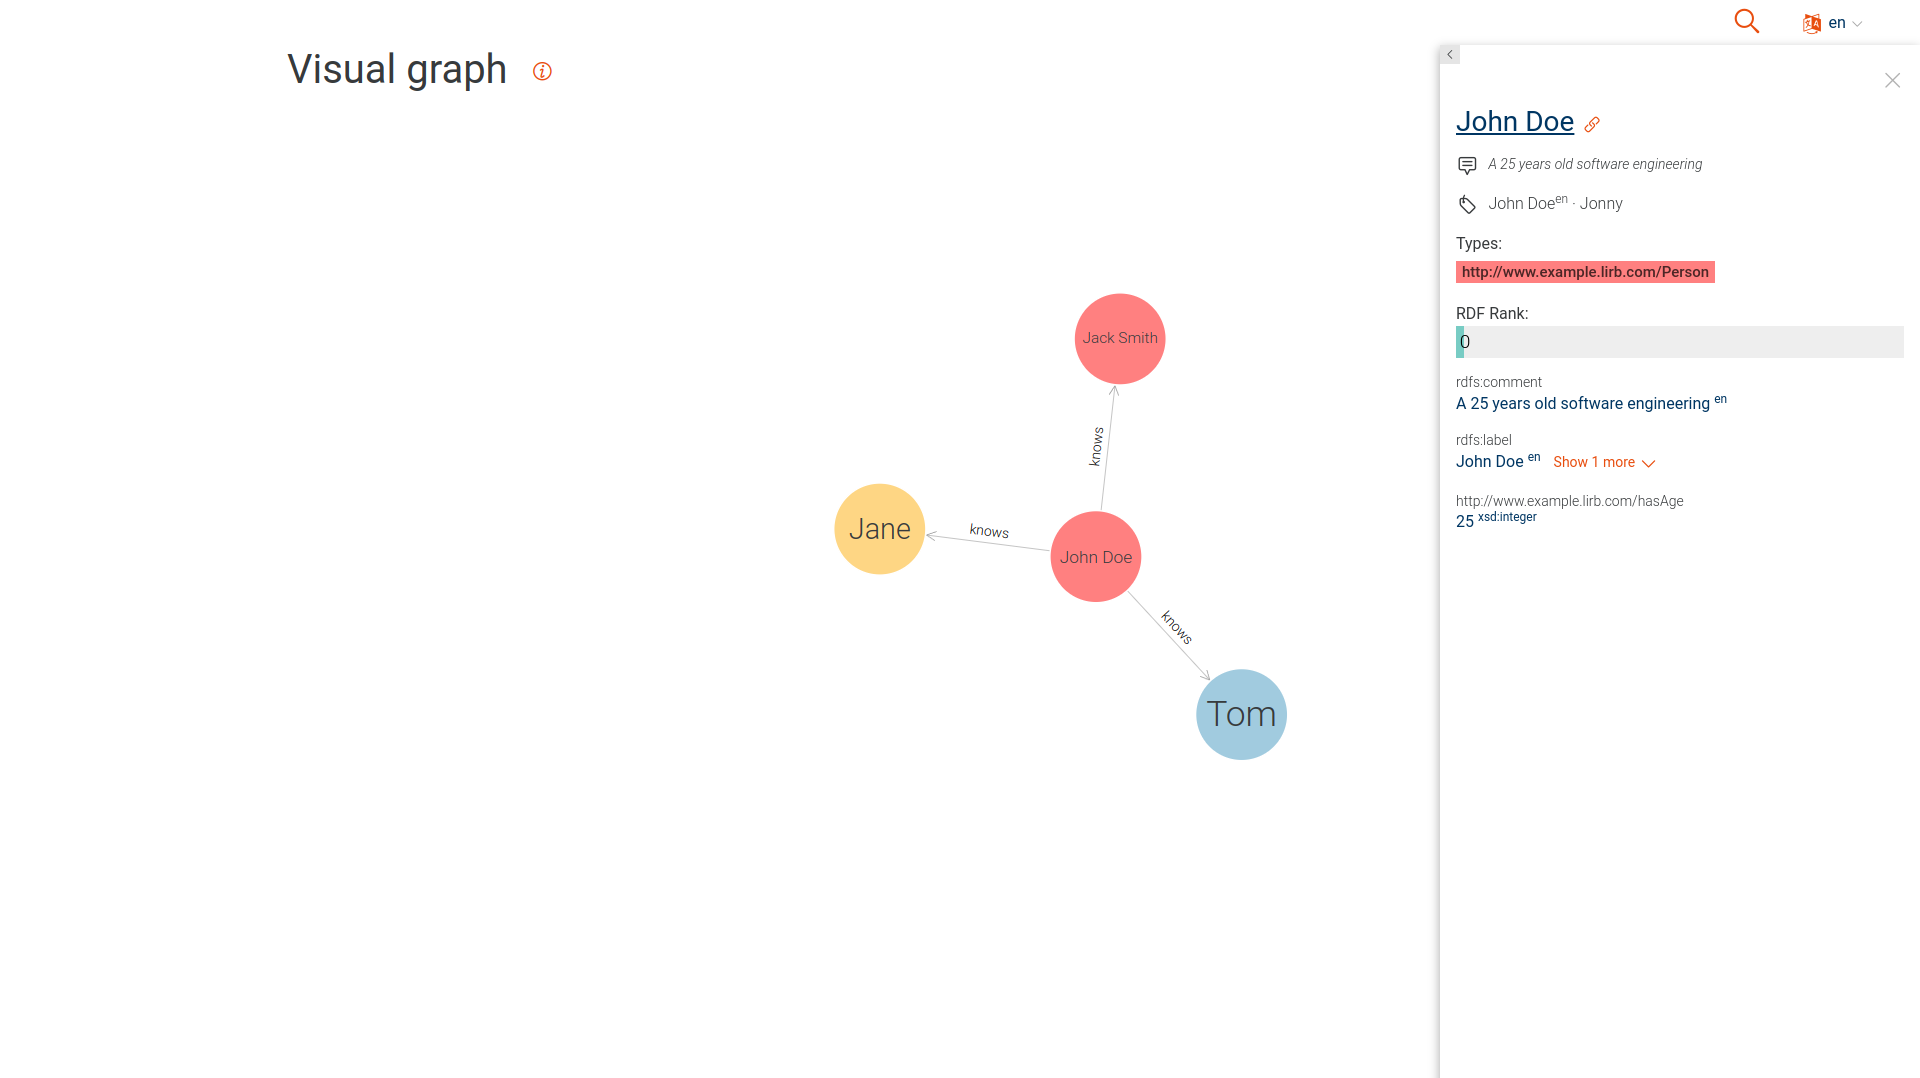 en
Visual graph
John Doe
A 25 years old software engineering
John Doe en · Jonny
Types:
http://www.example.lirb.com/Person
RDF Rank:
0
rdfs:comment
A 25 years old software engineering en
rdfs:label
John Doe en Show 1 more
http://www.example.lirb.com/hasAge
25 xsd:integer
Jack Smith
knows
Jane
knows
John Doe
knows
Tom